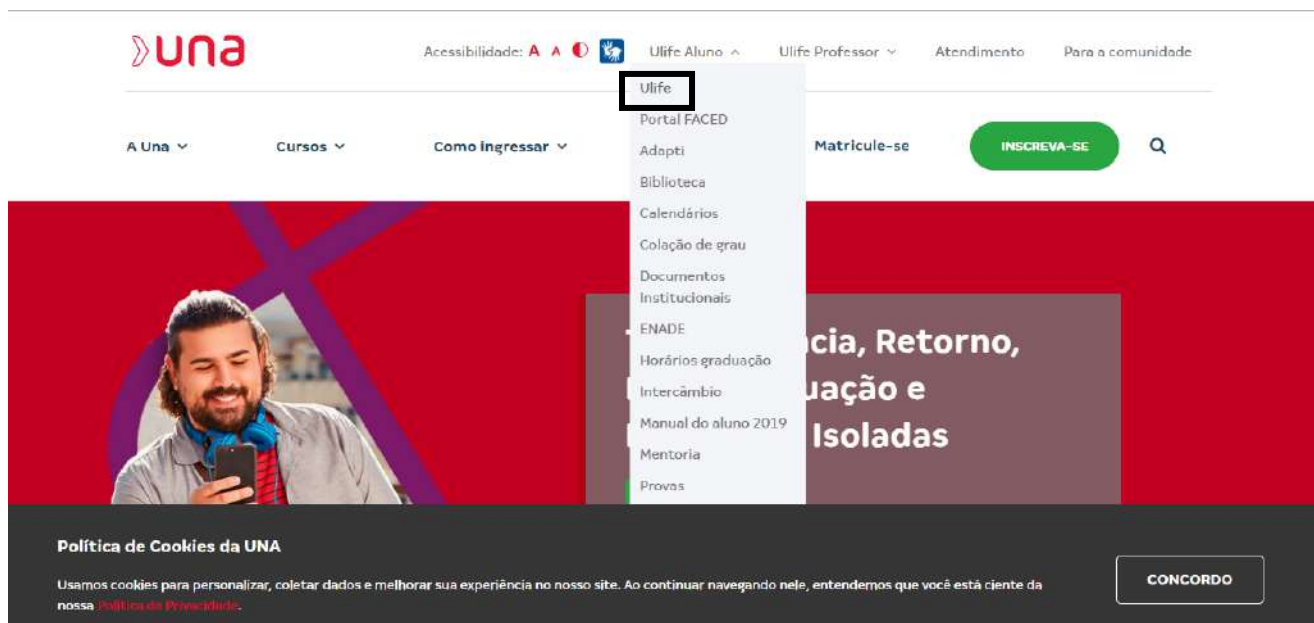 una
Acessibilidade: A A
Ulife Aluno
Ulife Professor
Atendimento
Para a comunidade
A Una
Cursos
Como ingressar
Matricule-se
INSCREVA-SE
Ulife
Portal FACED
Adapti
Biblioteca
Calendários
Colação de grau
Documentos
Institucionais
ENADE
Horários graduação
Intercâmbio
Manual do aluno 2019
Mentoria
Provas
cia, Retorno,
uação e
Isoladas
Política de Cookies da UNA
Usamos cookies para personalizar, coletar dados e melhorar sua experiência no nosso site. Ao continuar navegando nele, entendemos que você está ciente da
nossa Política de Privacidade.
CONCORDO